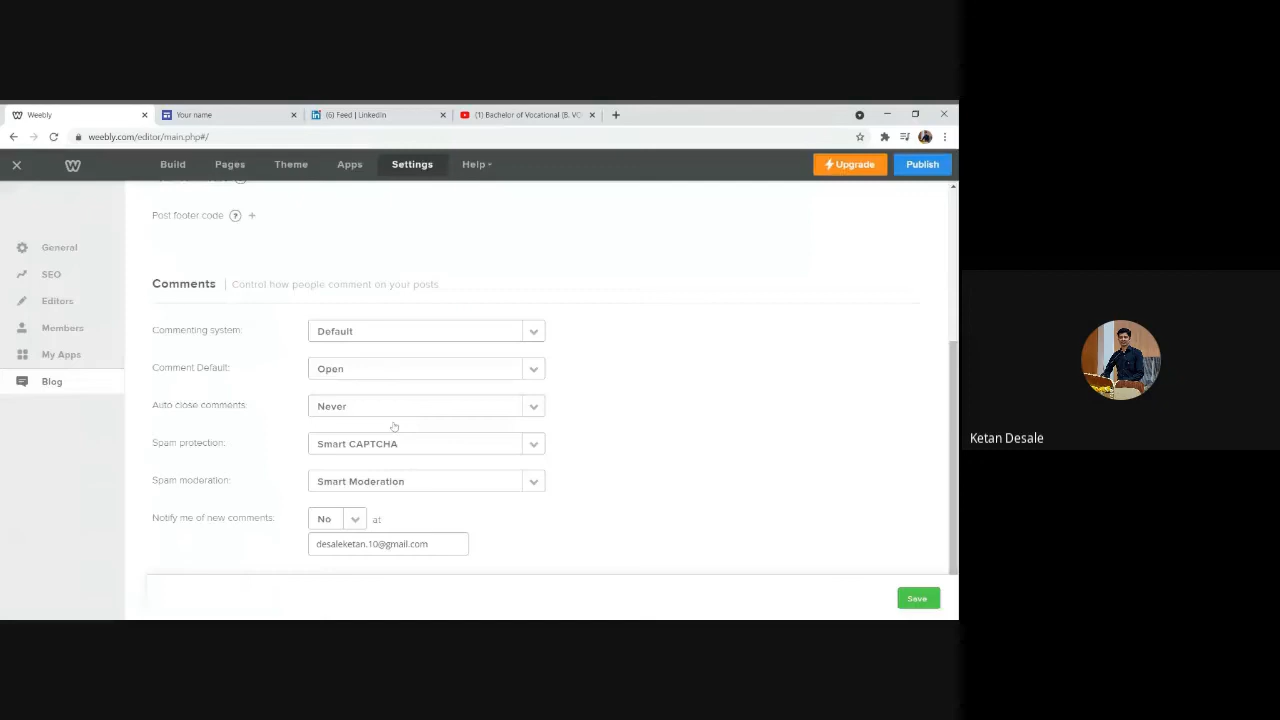 Weebly
Your name
(6) Feed | LinkedIn
(1) Bachelor of Vocational (B. VO
weebly.com/editor/main.php#/
Build
Pages
Theme
Apps
Settings
Help
Upgrade
Publish
General
SEO
Editors
Members
My Apps
Blog
Post footer code ? +
Comments | Control how people comment on your posts
Commenting system: Default
Comment Default: Open
Auto close comments: Never
Spam protection: Smart CAPTCHA
Spam moderation: Smart Moderation
Notify me of new comments: No at
desaleketan.10@gmail.com
Save
Ketan Desale